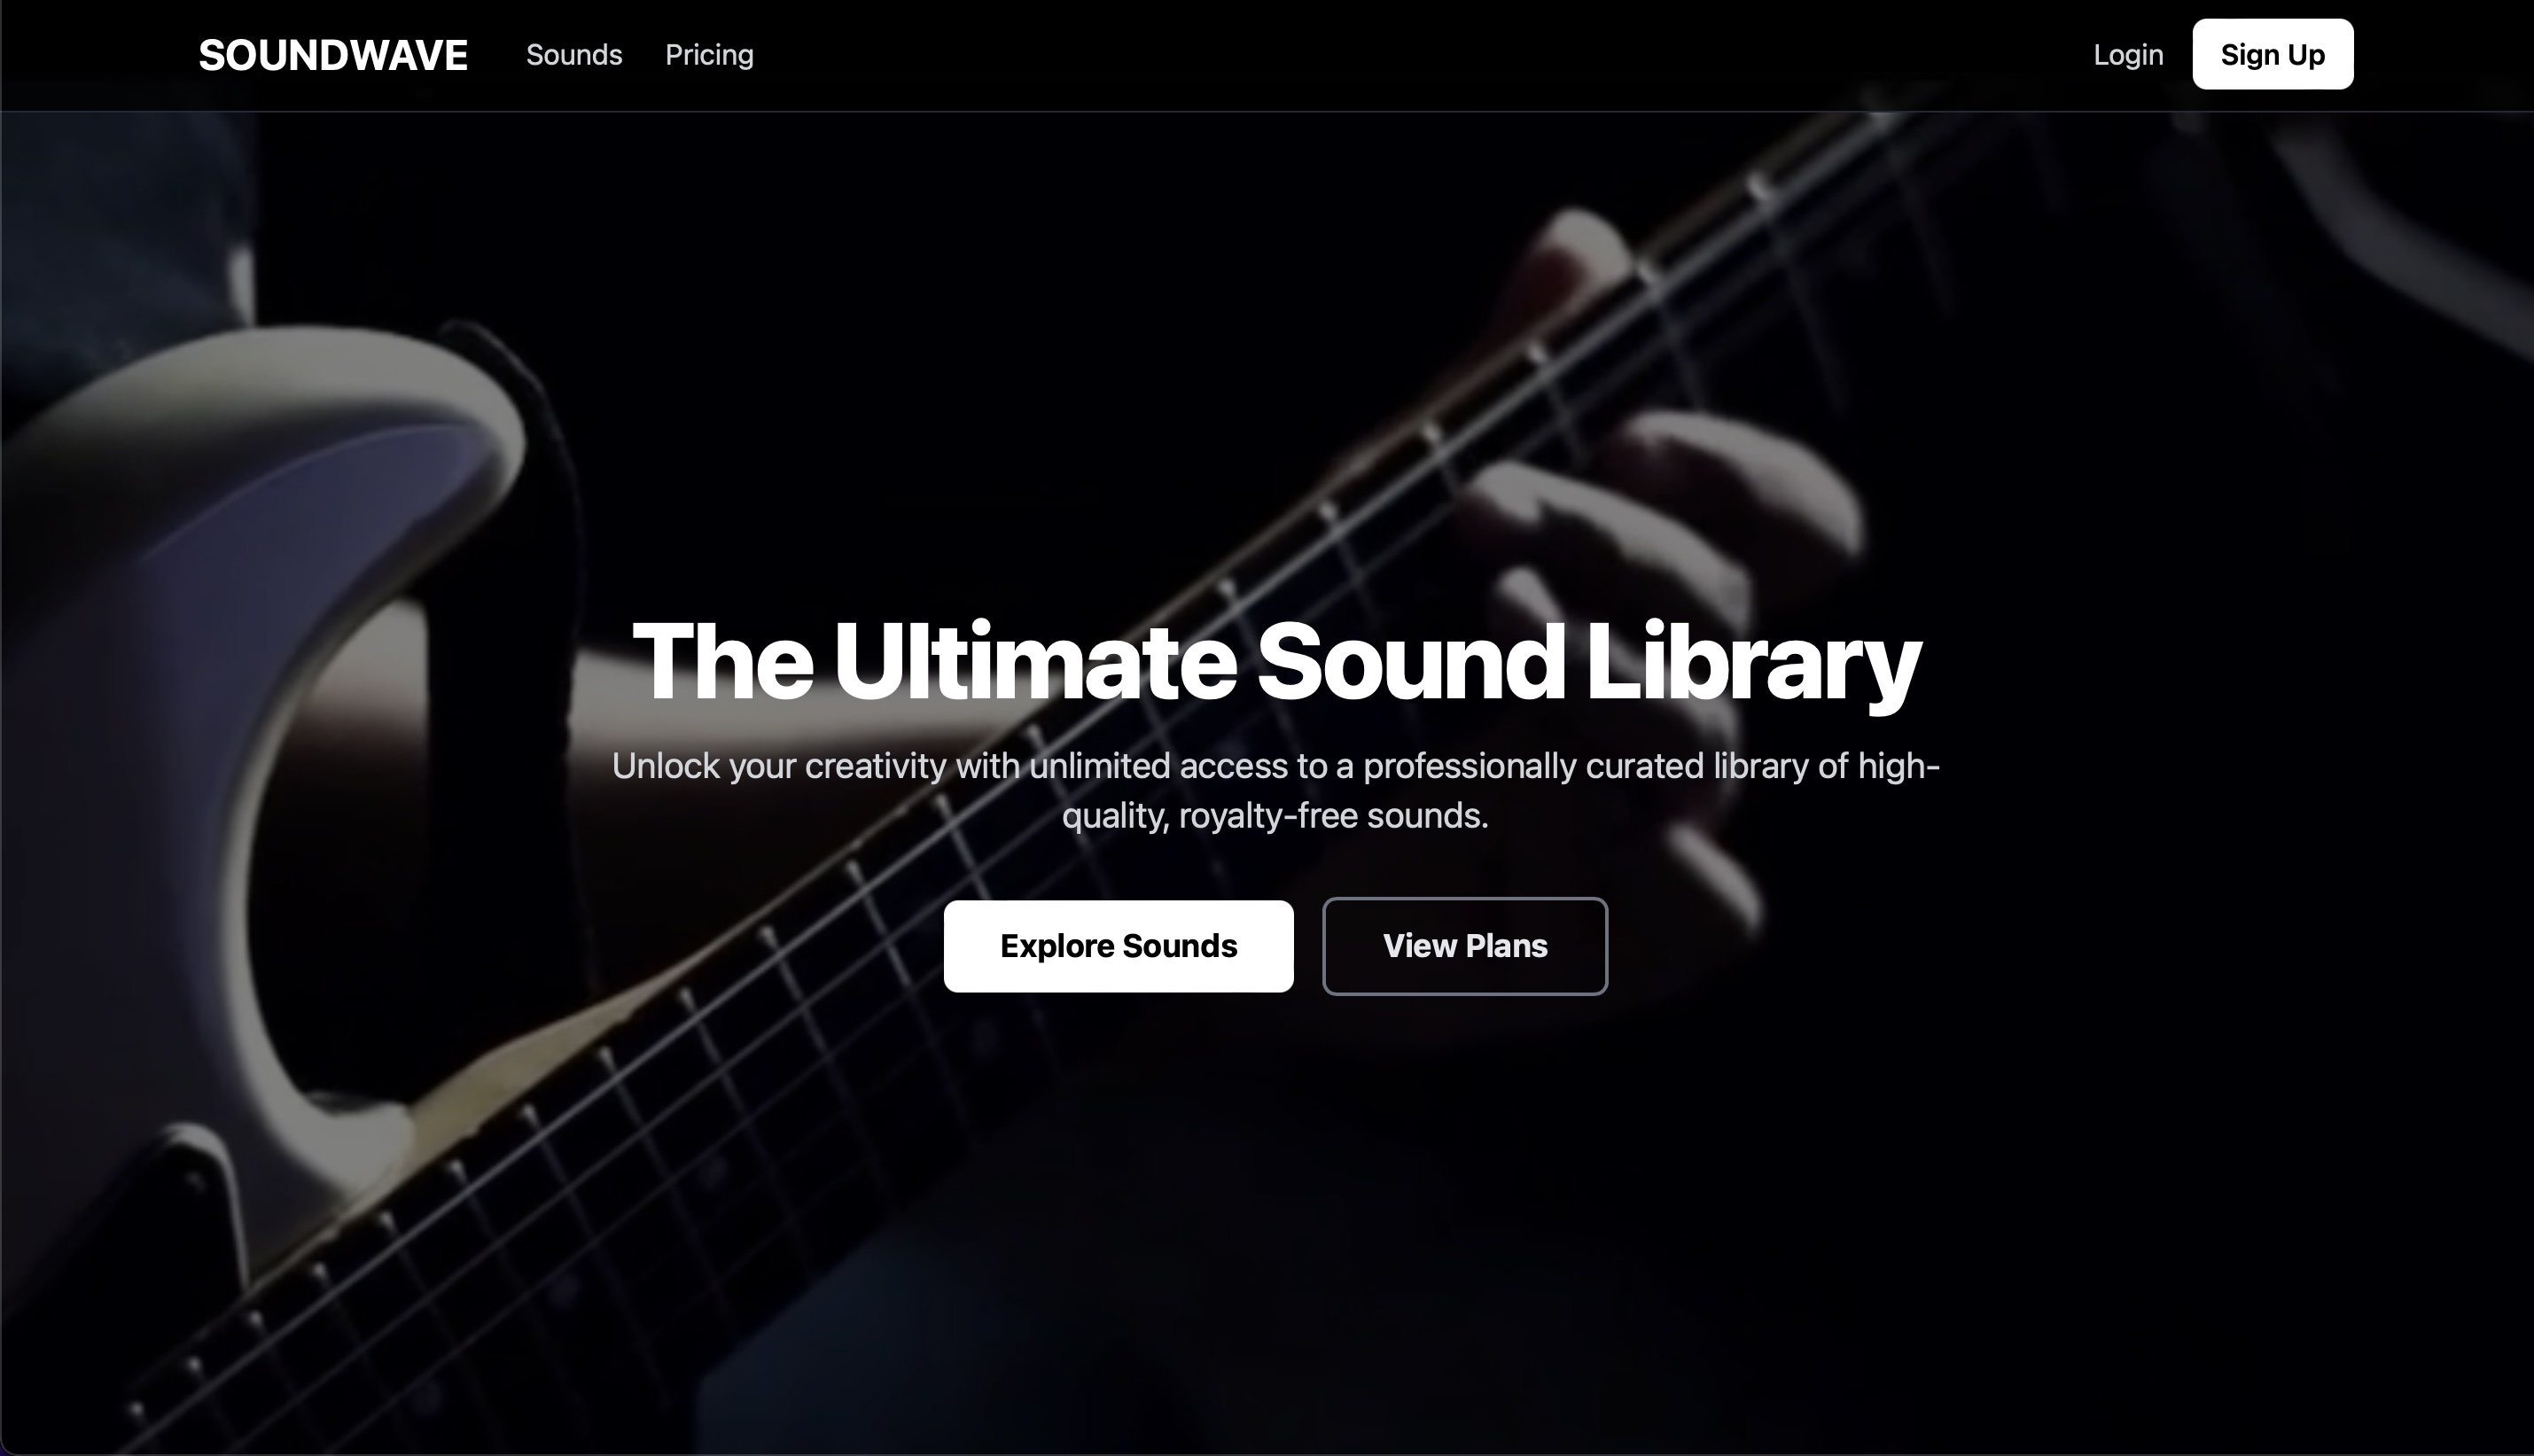 SOUNDWAVE
Sounds
Pricing
Login
Sign Up
The Ultimate Sound Library
Unlock your creativity with unlimited access to a professionally curated library of high-
quality, royalty-free sounds.
Explore Sounds
View Plans